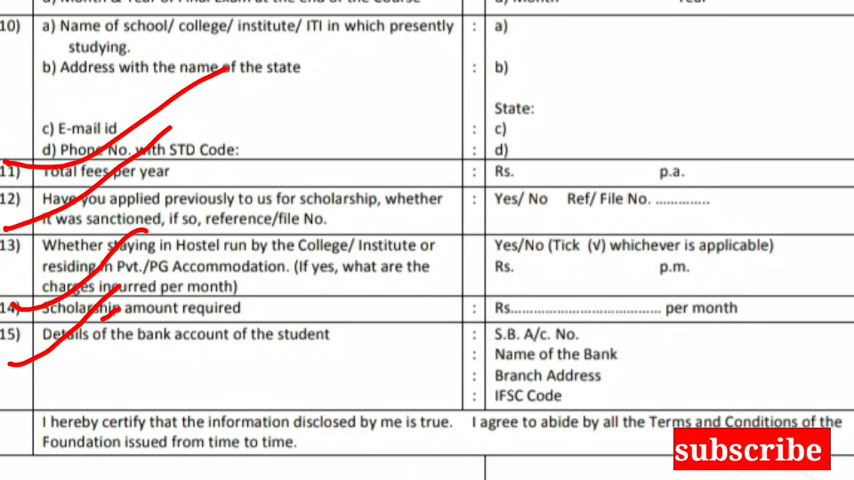 d) Month & Year of Final Exam at the end of the Course d) Month Year
10) a) Name of school/ college/ institute/ ITI in which presently : a)
studying.
b) Address with the name of the state : b)
State:
c) E-mail id : c)
d) Phone No. with STD Code: : d)
11) Total fees per year : Rs. p.a.
12) Have you applied previously to us for scholarship, whether : Yes/ No Ref/ File No. ..............
it was sanctioned, if so, reference/file No.
13) Whether staying in Hostel run by the College/ Institute or Yes/No (Tick (√) whichever is applicable)
residing in Pvt./PG Accommodation. (If yes, what are the Rs. p.m.
charges incurred per month)
14) Scholarship amount required : Rs....................................... per month
15) Details of the bank account of the student : S.B. A/c. No.
: Name of the Bank
: Branch Address
: IFSC Code
I hereby certify that the information disclosed by me is true. I agree to abide by all the Terms and Conditions of the
Foundation issued from time to time.
subscribe